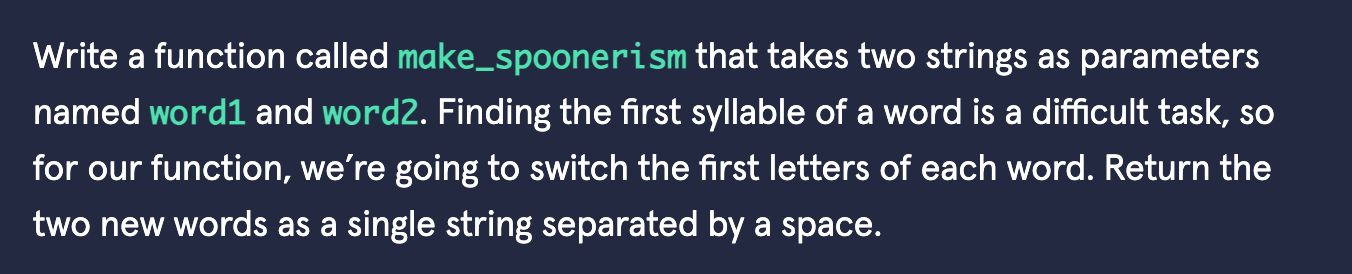 Write a function called make_spoonerism that takes two strings as parameters
named word1 and word2. Finding the first syllable of a word is a difficult task, so
for our function, we’re going to switch the first letters of each word. Return the
two new words as a single string separated by a space.